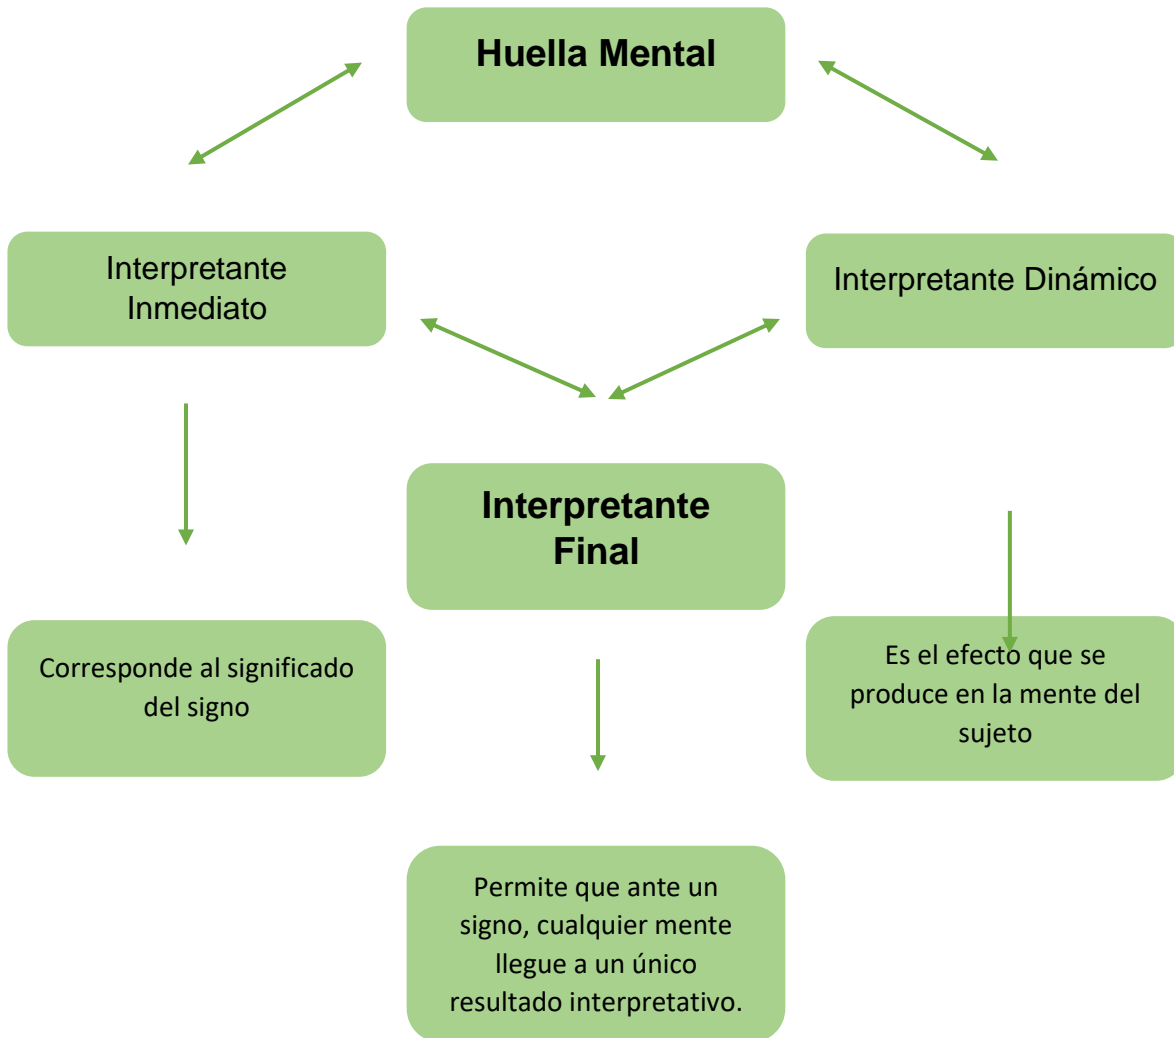 Huella Mental
Interpretante
Inmediato
Interpretante Dinámico
Interpretante
Final
Corresponde al significado
del signo
Es el efecto que se
produce en la mente del
sujeto
Permite que ante un
signo, cualquier mente
llegue a un único
resultado interpretativo.